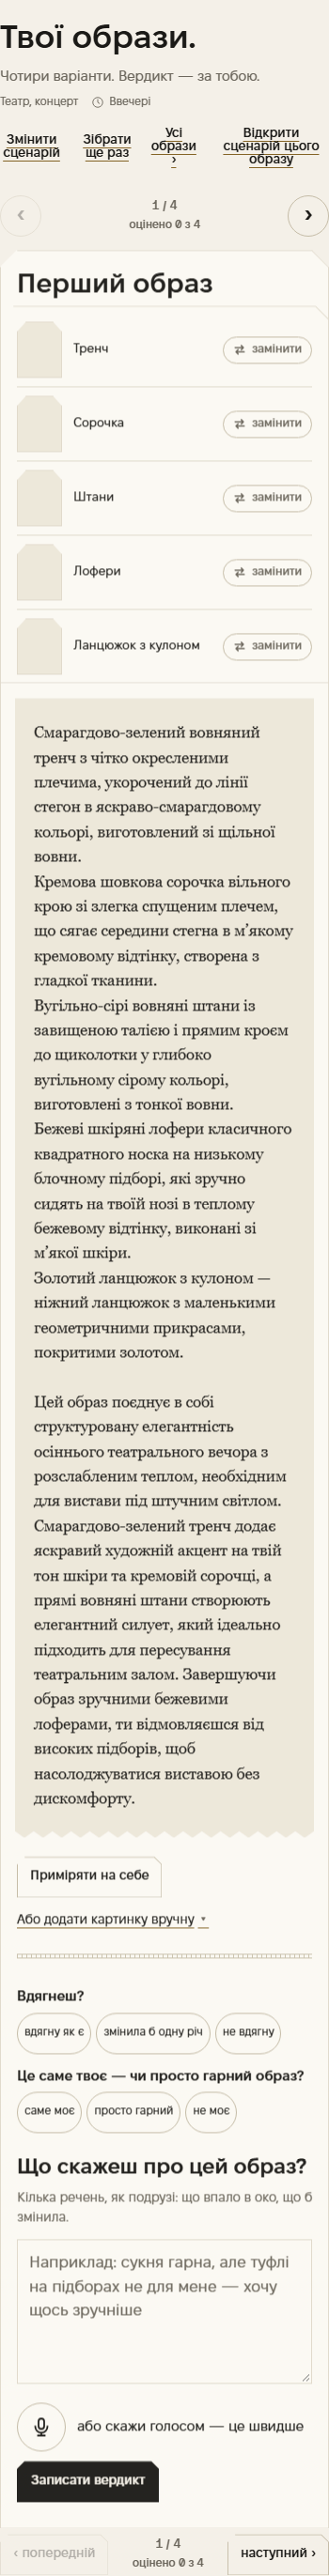 Твої образи.
Чотири варіанти. Вердикт — за тобою.
Театр, концерт Ввечері
Змінити сценарій
Зібрати ще раз
Усі образи ›
Відкрити сценарій цього образу
‹
1 / 4
оцінено 0 з 4
›
Перший образ
Тренч ⇄ замінити
Сорочка ⇄ замінити
Штани ⇄ замінити
Лофери ⇄ замінити
Ланцюжок з кулоном ⇄ замінити
Смарагдово-зелений вовняний
тренч з чітко окресленими
плечима, укорочений до лінії
стегон в яскраво-смарагдовому
кольорі, виготовлений зі щільної
вовни.
Кремова шовкова сорочка вільного
крою зі злегка спущеним плечем,
що сягає середини стегна в м’якому
кремовому відтінку, створена з
гладкої тканини.
Вугільно-сірі вовняні штани із
завищеною талією і прямим кроєм
до щиколотки у глибоко
вугільному сірому кольорі,
виготовлені з тонкої вовни.
Бежеві шкіряні лофери класичного
квадратного носка на низькому
блочному підборі, які зручно
сидять на твоїй нозі в теплому
бежевому відтінку, виконані зі
м’якої шкіри.
Золотий ланцюжок з кулоном —
ніжний ланцюжок з маленькими
геометричними прикрасами,
покритими золотом.
Цей образ поєднує в собі
структуровану елегантність
осіннього театрального вечора з
розслабленим теплом, необхідним
для вистави під штучним світлом.
Смарагдово-зелений тренч додає
яскравий художній акцент на твій
тон шкіри та кремовій сорочці, а
прямі вовняні штани створюють
елегантний силует, який ідеально
підходить для пересування
театральним залом. Завершуючи
образ зручними бежевими
лоферами, ти відмовляєшся від
високих підборів, щоб
насолоджуватися виставою без
дискомфорту.
Приміряти на себе
Або додати картинку вручну ▾
Вдягнеш?
вдягну як є змінила б одну річ не вдягну
Це саме твоє — чи просто гарний образ?
саме моє просто гарний не моє
Що скажеш про цей образ?
Кілька речень, як подрузі: що впало в око, що б
змінила.
Наприклад: сукня гарна, але туфлі
на підборах не для мене — хочу
щось зручніше
або скажи голосом — це швидше
Записати вердикт
‹ попередній
1 / 4
оцінено 0 з 4
наступний ›